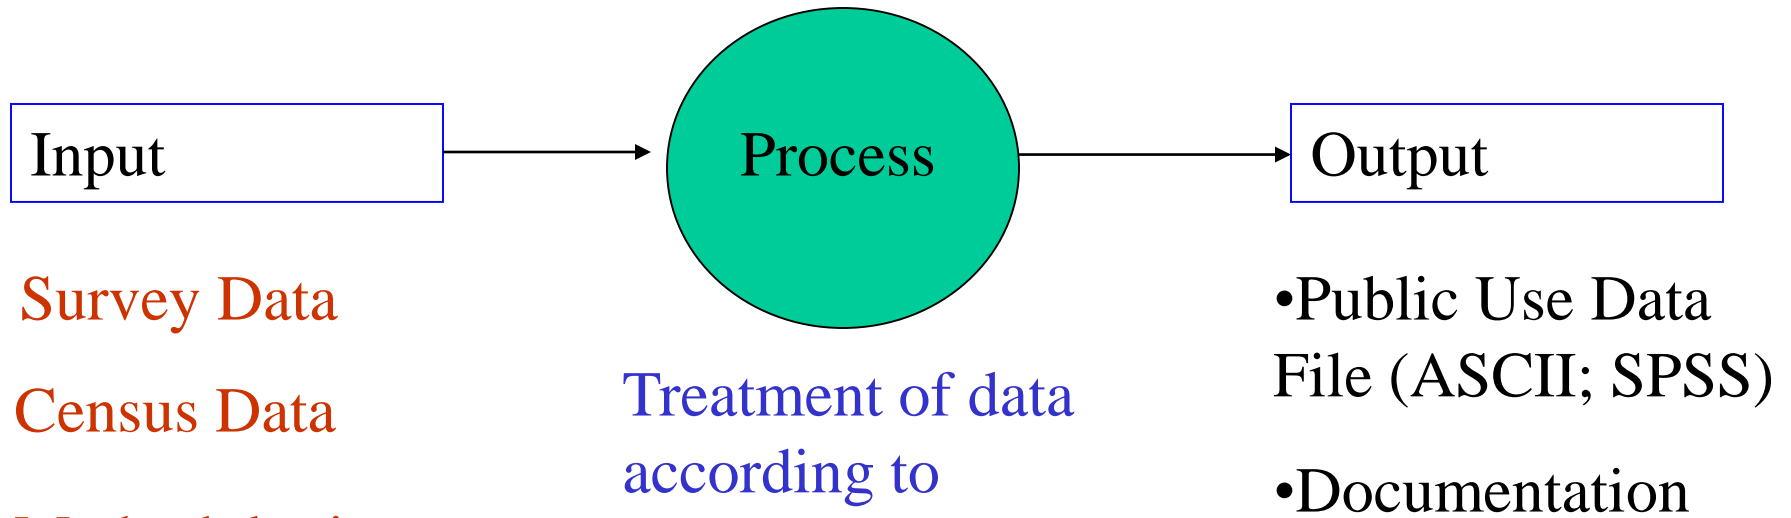 Input
Process
Output
Survey Data
Census Data
Treatment of data
according to
•Public Use Data
File (ASCII; SPSS)
•Documentation